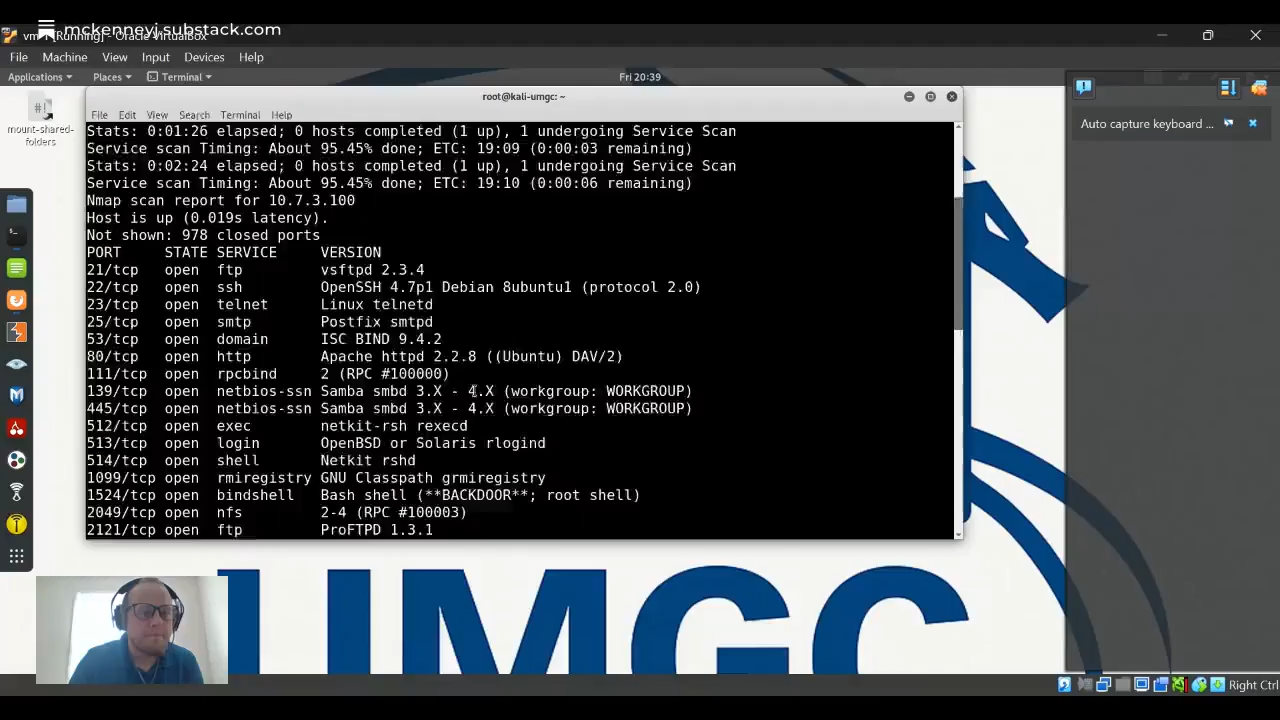 mckenneyj.substack.com
[Running] - Oracle VirtualBox
File Machine View Input Devices Help
Applications Places Terminal Fri 20:39
mount-shared-folders
root@kali-umgc: ~
File Edit View Search Terminal Help
Stats: 0:01:26 elapsed; 0 hosts completed (1 up), 1 undergoing Service Scan
Service scan Timing: About 95.45% done; ETC: 19:09 (0:00:03 remaining)
Stats: 0:02:24 elapsed; 0 hosts completed (1 up), 1 undergoing Service Scan
Service scan Timing: About 95.45% done; ETC: 19:10 (0:00:06 remaining)
Nmap scan report for 10.7.3.100
Host is up (0.019s latency).
Not shown: 978 closed ports
PORT STATE SERVICE VERSION
21/tcp open ftp vsftpd 2.3.4
22/tcp open ssh OpenSSH 4.7p1 Debian 8ubuntu1 (protocol 2.0)
23/tcp open telnet Linux telnetd
25/tcp open smtp Postfix smtpd
53/tcp open domain ISC BIND 9.4.2
80/tcp open http Apache httpd 2.2.8 ((Ubuntu) DAV/2)
111/tcp open rpcbind 2 (RPC #100000)
139/tcp open netbios-ssn Samba smbd 3.X - 4.X (workgroup: WORKGROUP)
445/tcp open netbios-ssn Samba smbd 3.X - 4.X (workgroup: WORKGROUP)
512/tcp open exec netkit-rsh rexecd
513/tcp open login OpenBSD or Solaris rlogind
514/tcp open shell Netkit rshd
1099/tcp open rmiregistry GNU Classpath grmiregistry
1524/tcp open bindshell Bash shell (**BACKDOOR**; root shell)
2049/tcp open nfs 2-4 (RPC #100003)
2121/tcp open ftp ProFTPD 1.3.1
Auto capture keyboard ...
UMGC
Right Ctrl